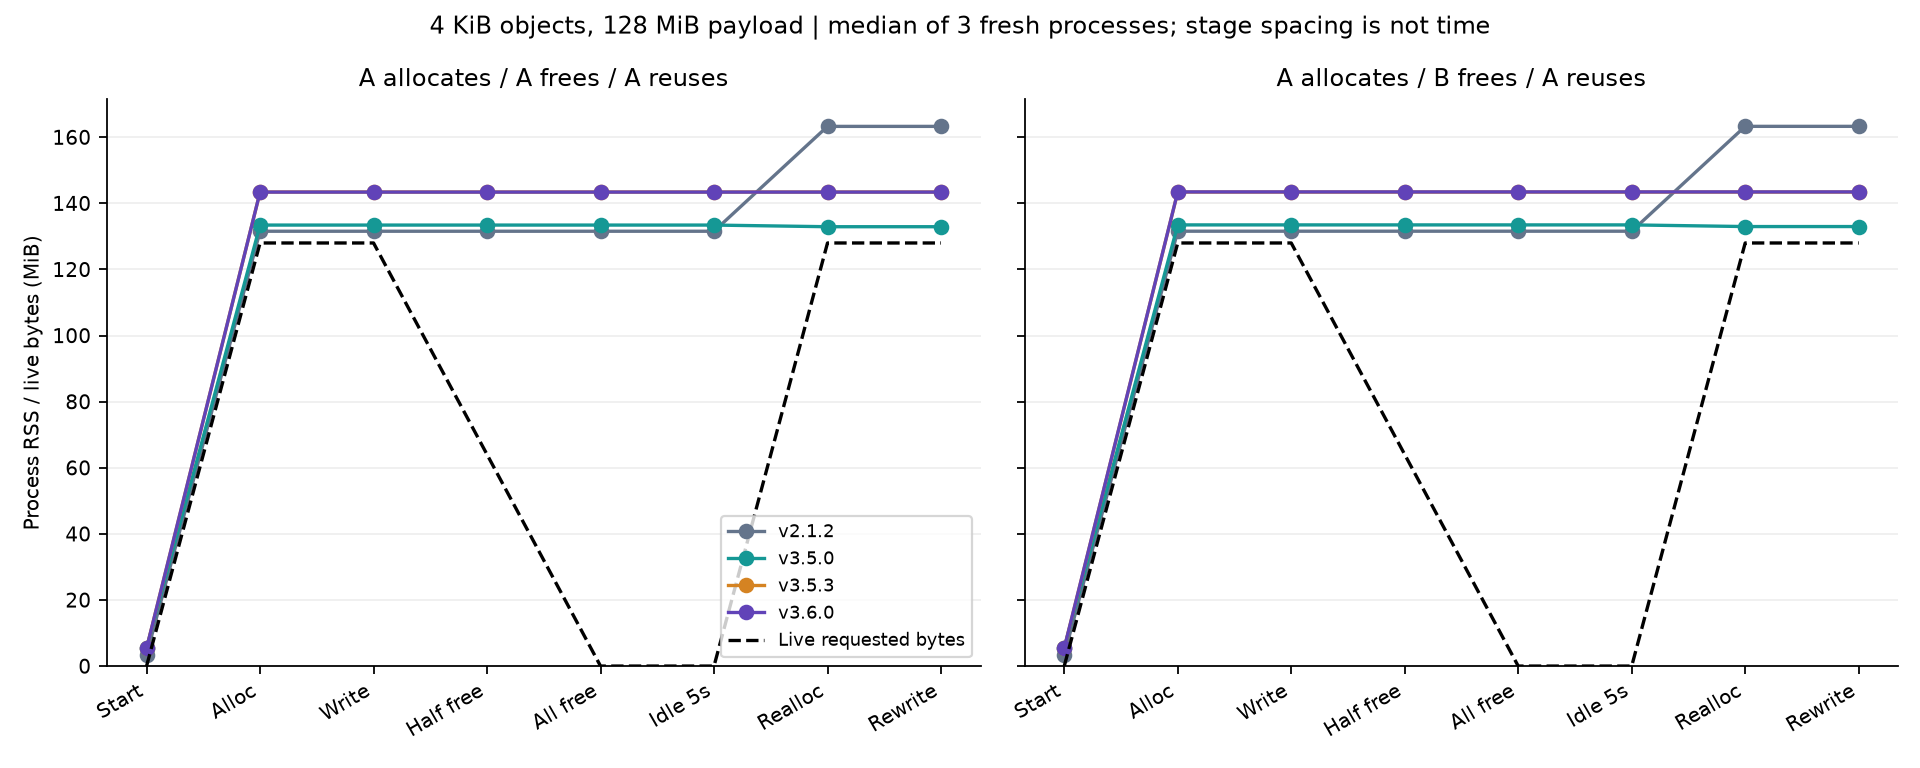 4 KiB objects, 128 MiB payload | median of 3 fresh processes; stage spacing is not time
A allocates / A frees / A reuses
A allocates / B frees / A reuses
Process RSS / live bytes (MiB)
160
140
120
100
80
60
40
20
0
v2.1.2
v3.5.0
v3.5.3
v3.6.0
Live requested bytes
Start
Alloc
Write
Half free
All free
Idle 5s
Realloc
Rewrite
Start
Alloc
Write
Half free
All free
Idle 5s
Realloc
Rewrite